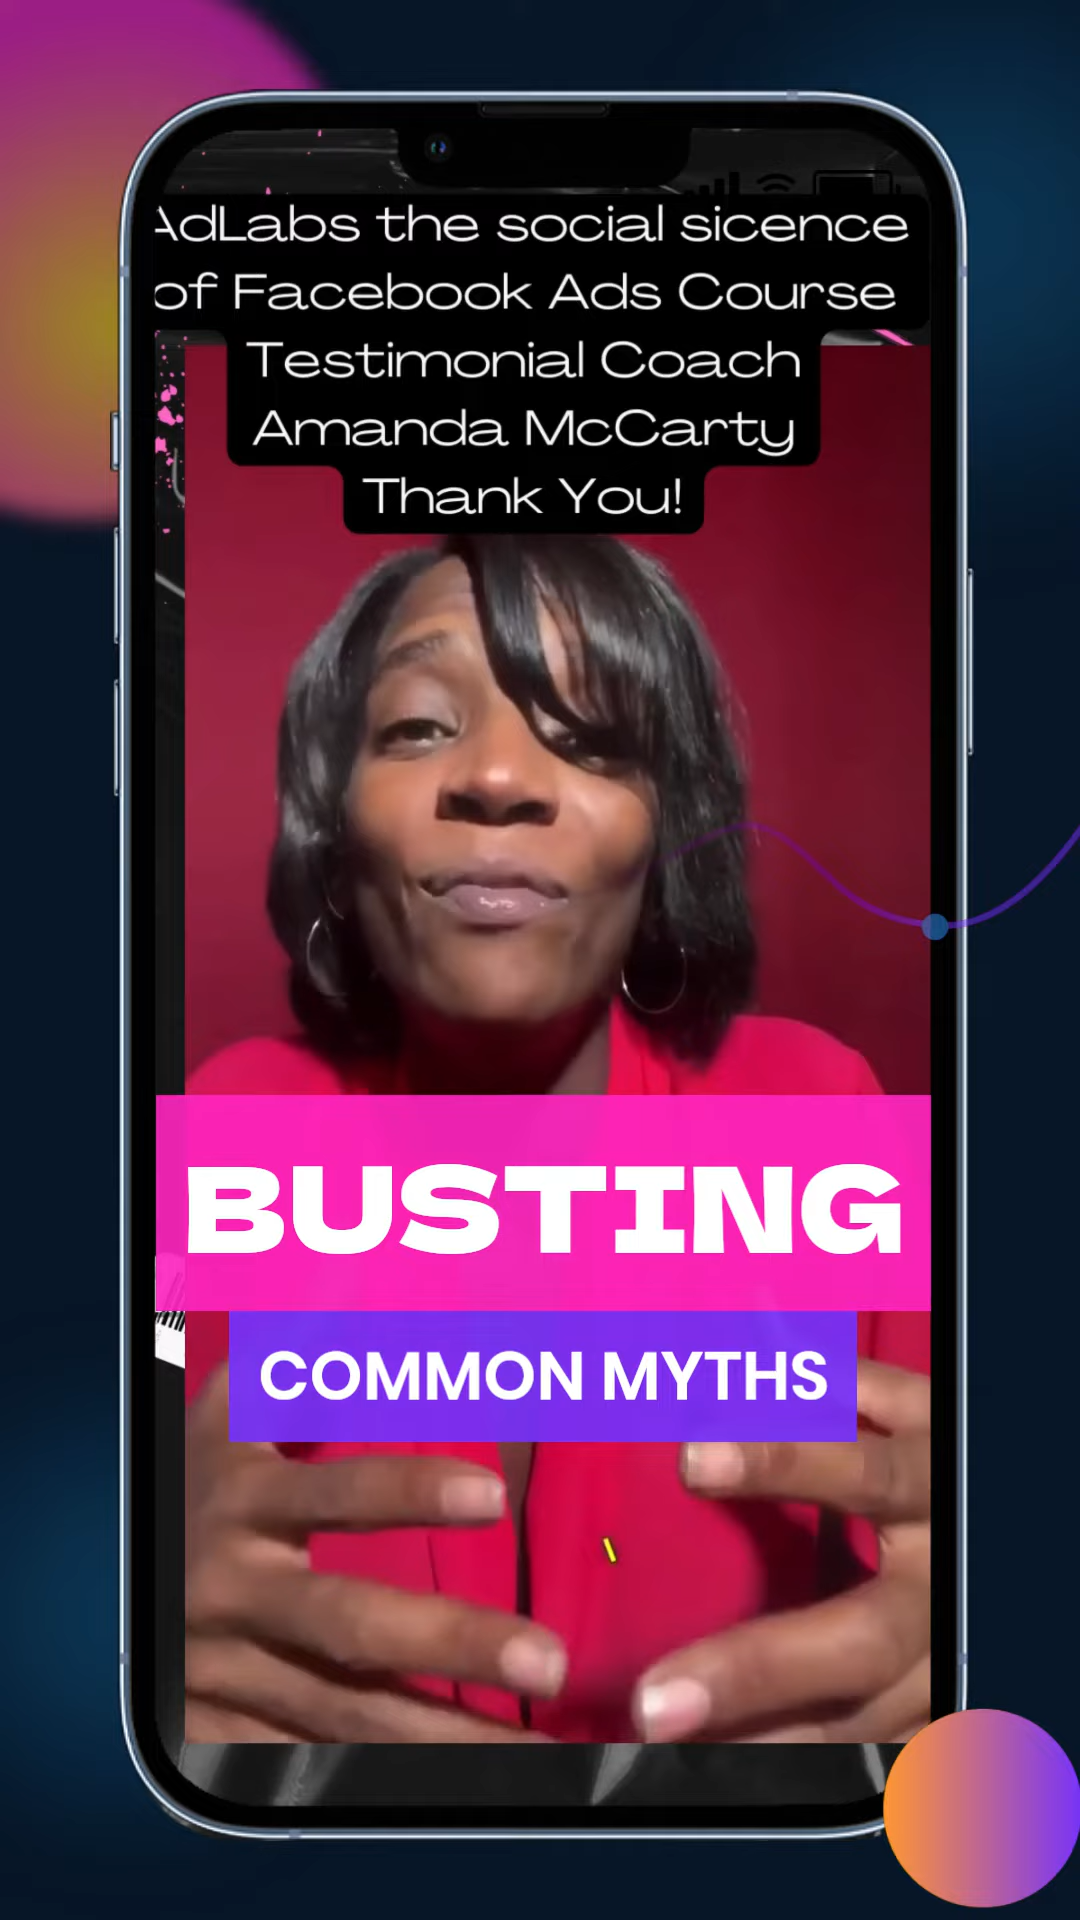 AdLabs the social sicence
of Facebook Ads Course
Testimonial Coach
Amanda McCarty
Thank You!
BUSTING
COMMON MYTHS